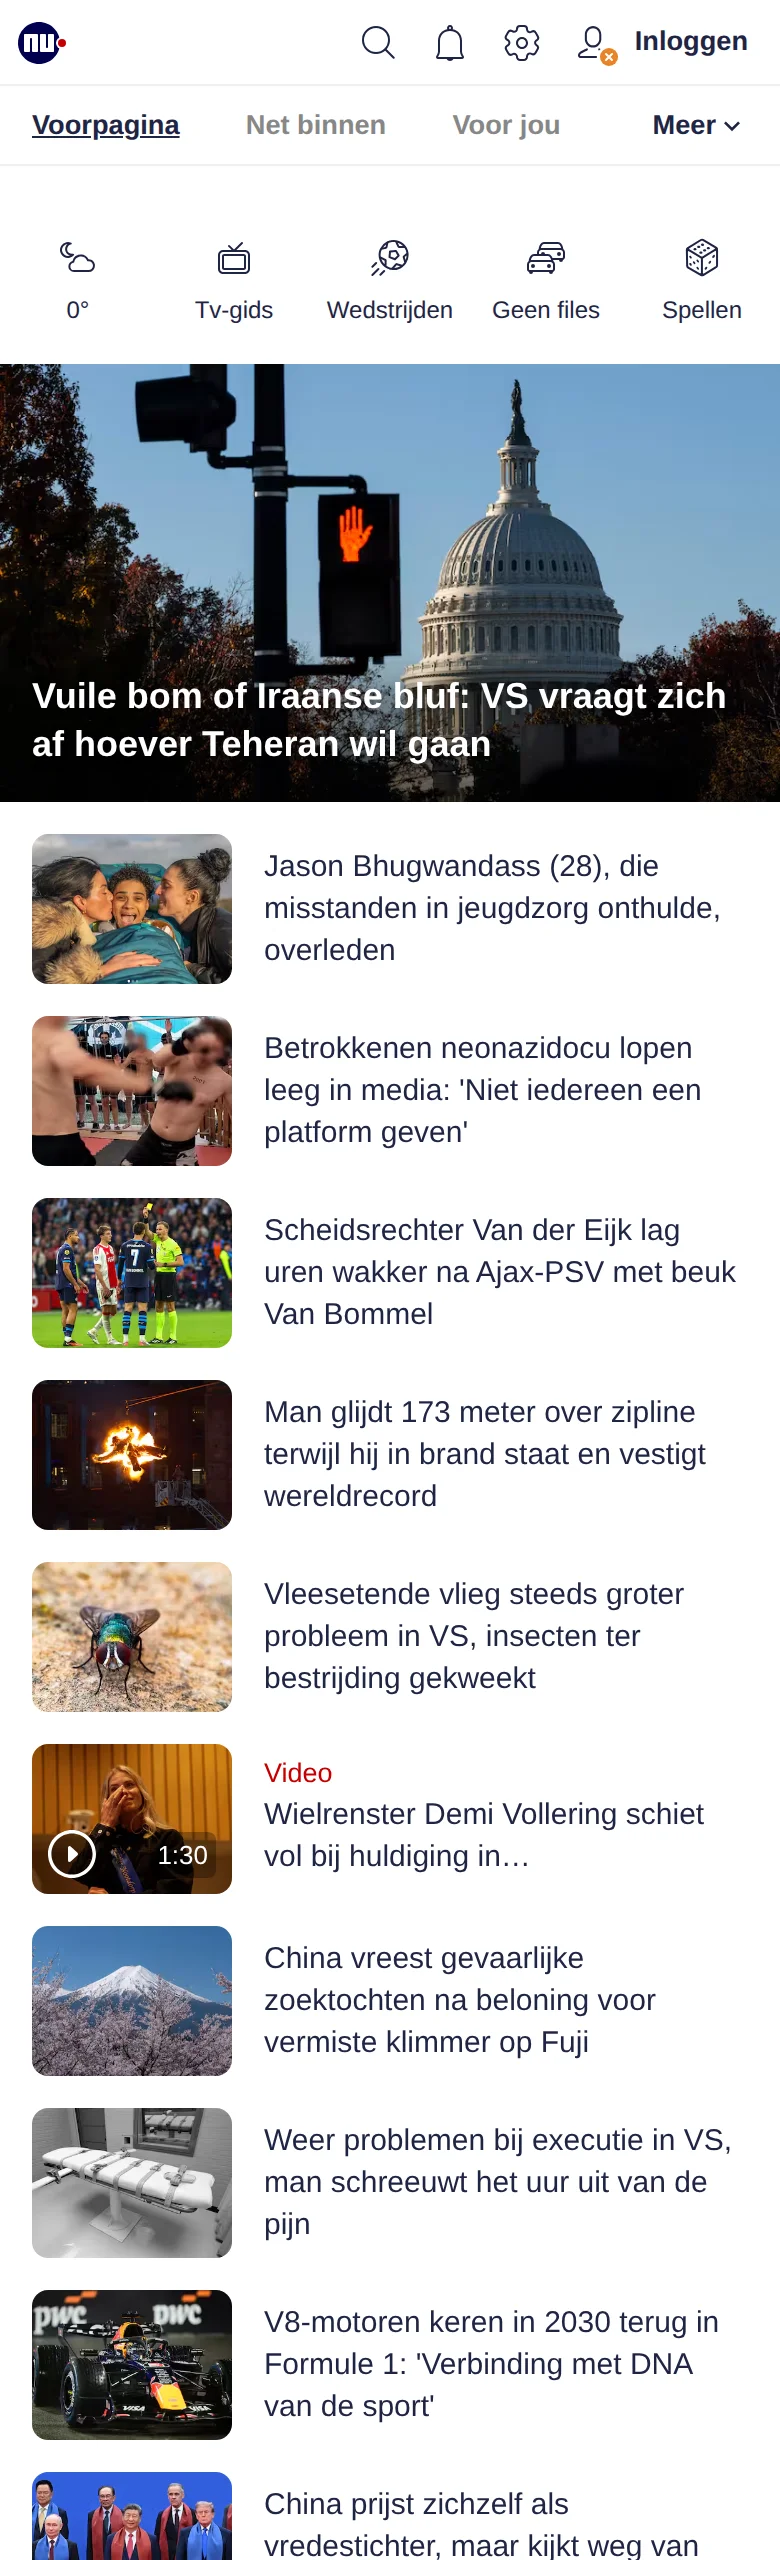 nu
Inloggen
Voorpagina
Net binnen
Voor jou
Meer
0°
Tv-gids
Wedstrijden
Geen files
Spellen
Vuile bom of Iraanse bluf: VS vraagt zich
af hoever Teheran wil gaan
Jason Bhugwandass (28), die
misstanden in jeugdzorg onthulde,
overleden
Betrokkenen neonazidocu lopen
leeg in media: 'Niet iedereen een
platform geven'
7
Scheidsrechter Van der Eijk lag
uren wakker na Ajax-PSV met beuk
Van Bommel
Man glijdt 173 meter over zipline
terwijl hij in brand staat en vestigt
wereldrecord
Vleesetende vlieg steeds groter
probleem in VS, insecten ter
bestrijding gekweekt
1:30
Video
Wielrenster Demi Vollering schiet
vol bij huldiging in…
China vreest gevaarlijke
zoektochten na beloning voor
vermiste klimmer op Fuji
Weer problemen bij executie in VS,
man schreeuwt het uur uit van de
pijn
pwc pwc
VISA VISA
V8-motoren keren in 2030 terug in
Formule 1: 'Verbinding met DNA
van de sport'
China prijst zichzelf als
vredestichter, maar kijkt weg van